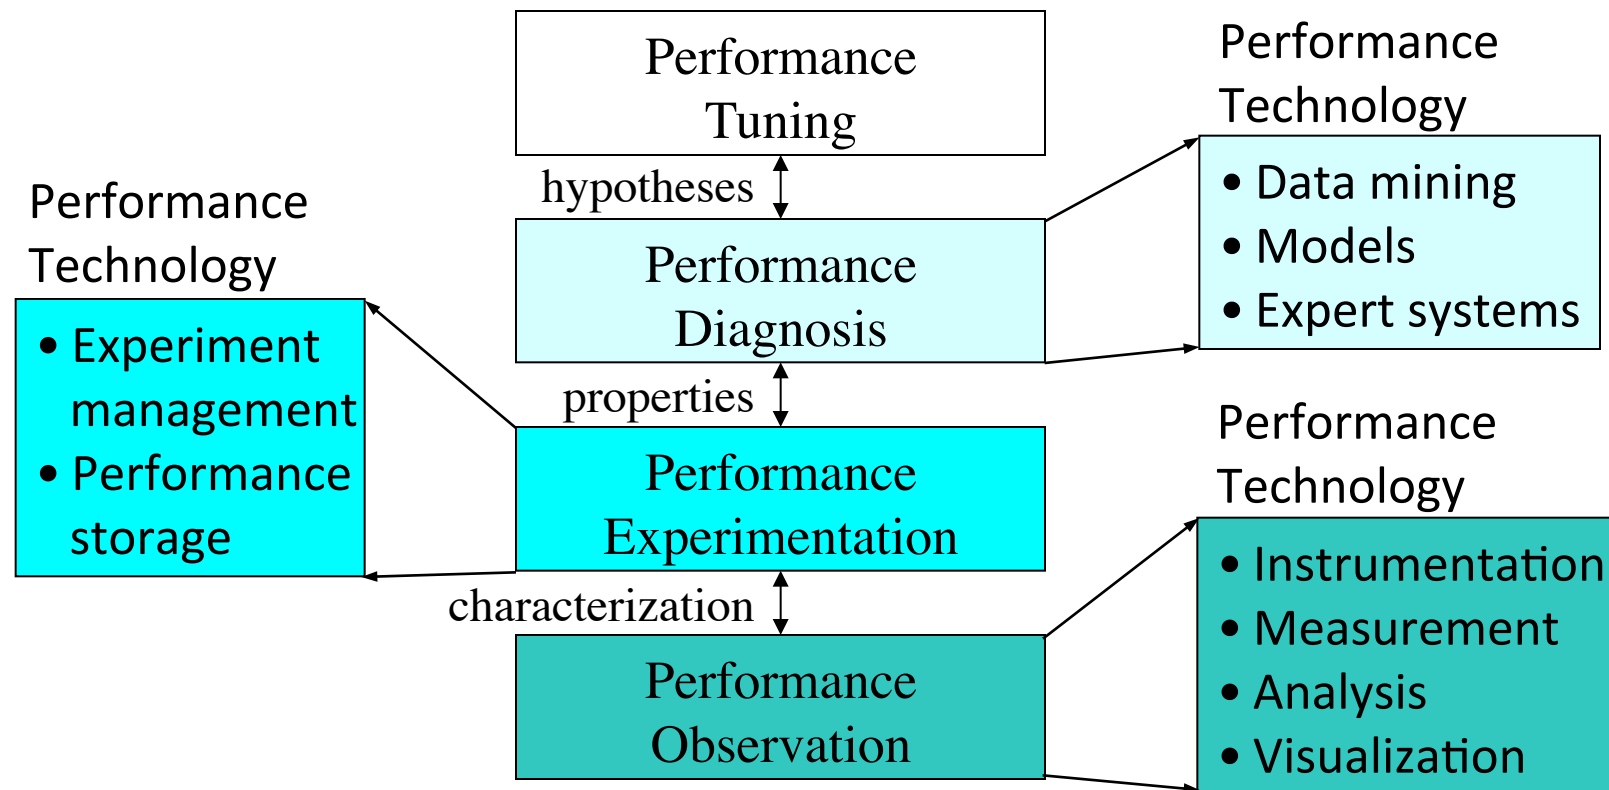 Performance
Tuning
hypotheses
Performance
Diagnosis
properties
Performance
Experimentation
characterization
Performance
Observation
Performance
Technology
• Experiment
management
• Performance
storage
Performance
Technology
• Data mining
• Models
• Expert systems
Performance
Technology
• Instrumentation
• Measurement
• Analysis
• Visualization